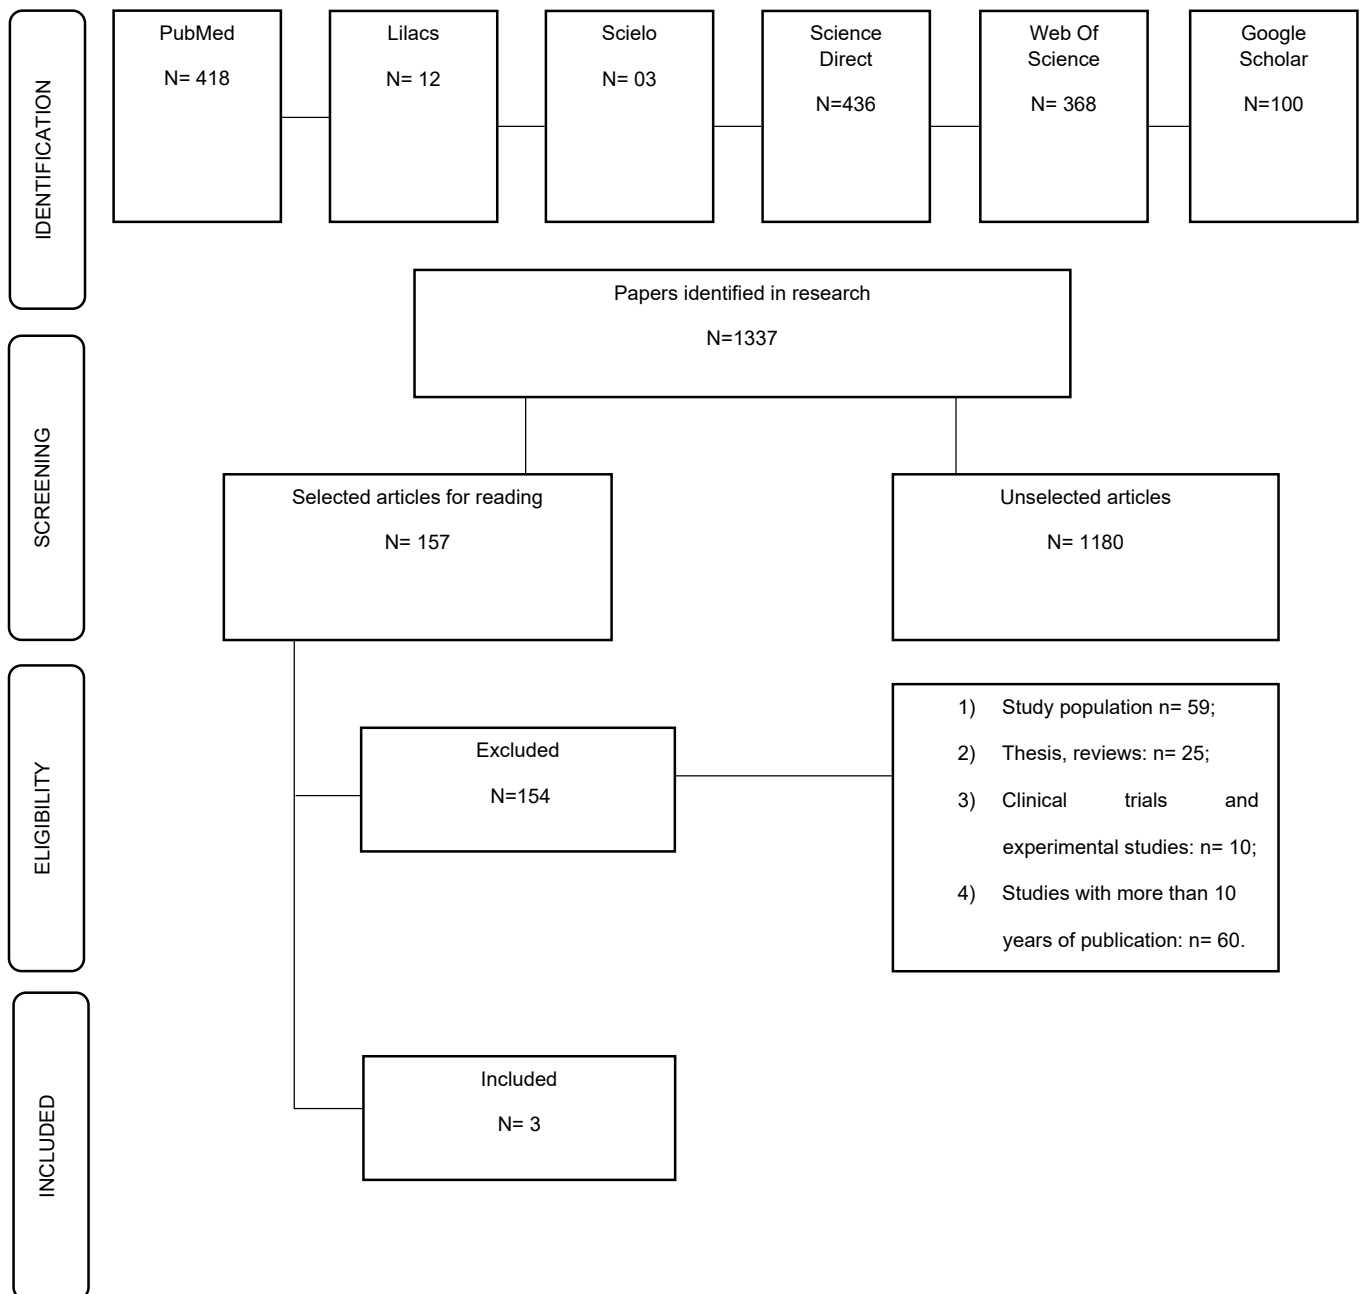 IDENTIFICATION
PubMed
N= 418
Lilacs
N= 12
Scielo
N= 03
Science
Direct
N=436
Web Of
Science
N= 368
Google
Scholar
N=100
Papers identified in research
N=1337
SCREENING
Selected articles for reading
N= 157
Unselected articles
N= 1180
ELIGIBILITY
Excluded
N=154
1) Study population n= 59;
2) Thesis, reviews: n= 25;
3) Clinical trials and
experimental studies: n= 10;
4) Studies with more than 10
years of publication: n= 60.
INCLUDED
Included
N= 3